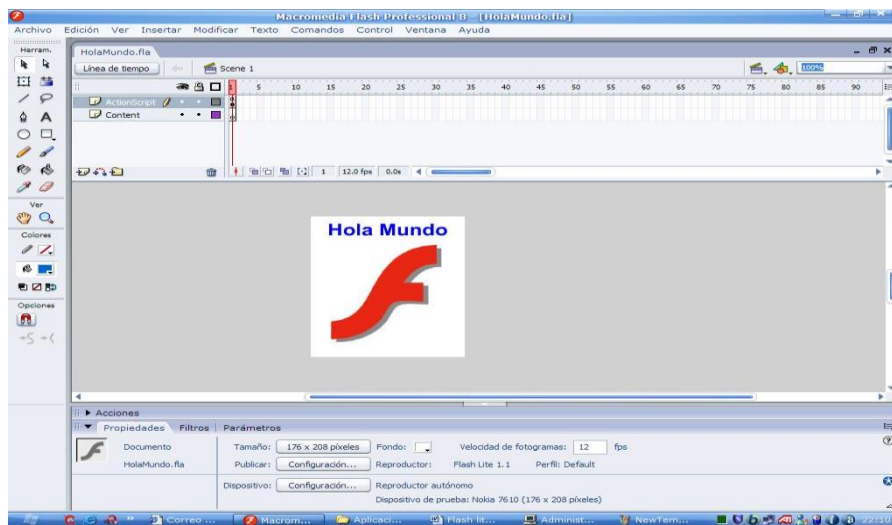 Macromedia Flash Professional 8 - [HolaMundo.fla]
Archivo Edición Ver Insertar Modificar Texto Comandos Control Ventana Ayuda
Herram.
HolaMundo.fla
Línea de tiempo Scene 1 100%
1 5 10 15 20 25 30 35 40 45 50 55 60 65 70 75 80 85 90
ActionScript
Content
1 12.0 fps 0.0s
Ver
Colores
Opciones
Hola Mundo
Acciones
Propiedades Filtros Parámetros
Documento Tamaño: 176 x 208 píxeles Fondo: Velocidad de fotogramas: 12 fps
HolaMundo.fla Publicar: Configuración... Reproductor: Flash Lite 1.1 Perfil: Default
Dispositivo: Configuración... Reproductor autónomo
Dispositivo de prueba: Nokia 7610 (176 x 208 píxeles)
Correo ... Macrom... Aplicaci... Flash lit... Administ... NewTem...